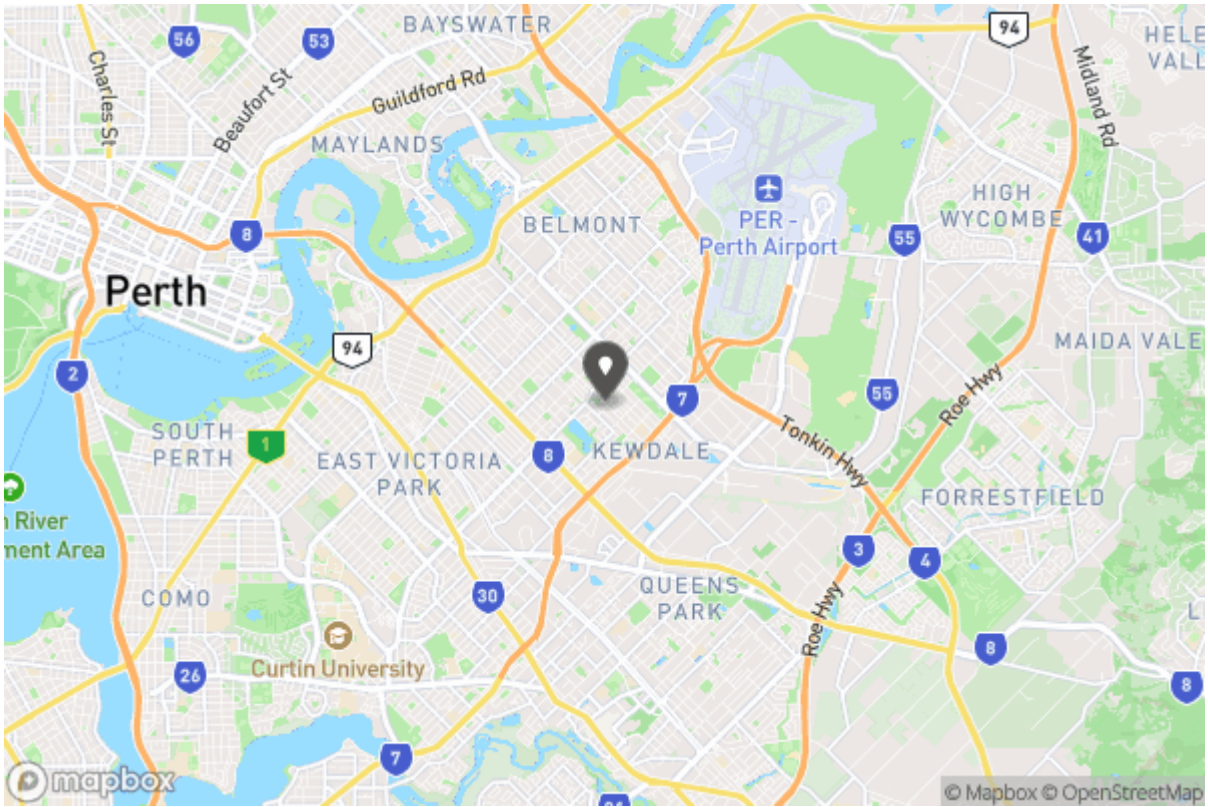 BAYSWATER
94
HELE
VALL
56
53
Charles St
Beaufort St
Guildford Rd
Midland Rd
MAYLANDS
HIGH
WYCOMBE
BELMONT
PER -
Perth Airport
8
55
41
Perth
94
MAIDA VALE
2
7
55
Roe Hwy
Tonkin Hwy
SOUTH
PERTH
1
EAST VICTORIA
PARK
8
KEWDALE
FORRESTFIELD
n River
ment Area
3
4
COMO
30
QUEENS
PARK
Roe Hwy
L
Curtin University
8
26
8
7
mapbox
© Mapbox © OpenStreetMap